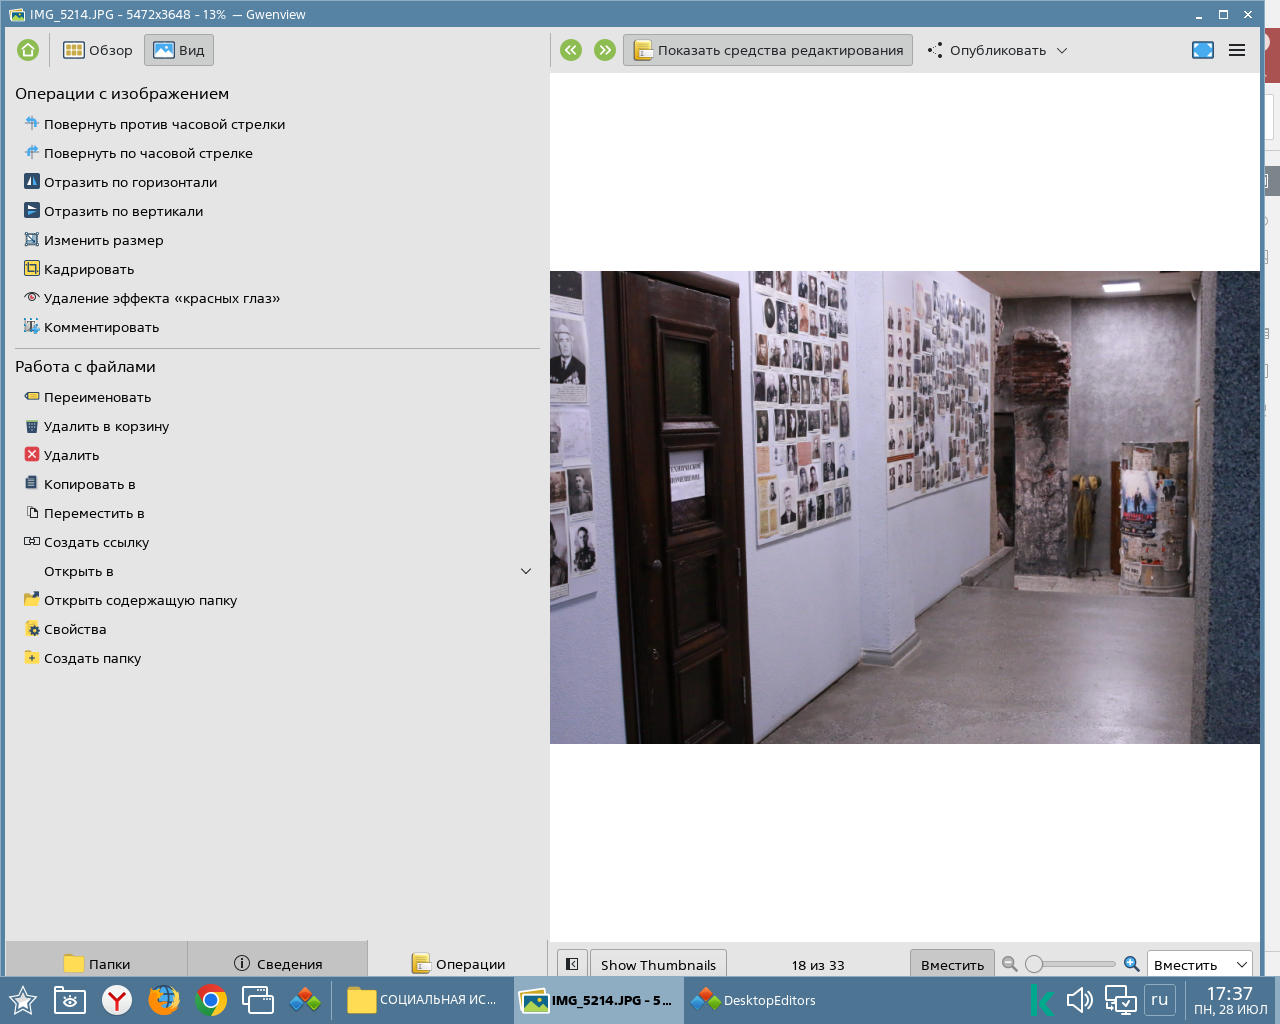 IMG_5214.JPG - 5472x3648 - 13% — Gwenview
Обзор
Вид
Показать средства редактирования
Опубликовать
Операции с изображением
Повернуть против часовой стрелки
Повернуть по часовой стрелке
Отразить по горизонтали
Отразить по вертикали
Изменить размер
Кадрировать
Удаление эффекта «красных глаз»
Комментировать
Работа с файлами
Переименовать
Удалить в корзину
Удалить
Копировать в
Переместить в
Создать ссылку
Открыть в
Открыть содержащую папку
Свойства
Создать папку
ТЕХНИЧЕСКОЕ
ПОМЕЩЕНИЕ
Папки
Сведения
Операции
Show Thumbnails
18 из 33
Вместить
Вместить
СОЦИАЛЬНАЯ ИС...
IMG_5214.JPG - 5...
DesktopEditors
ru
17:37
ПН, 28 ИЮЛ